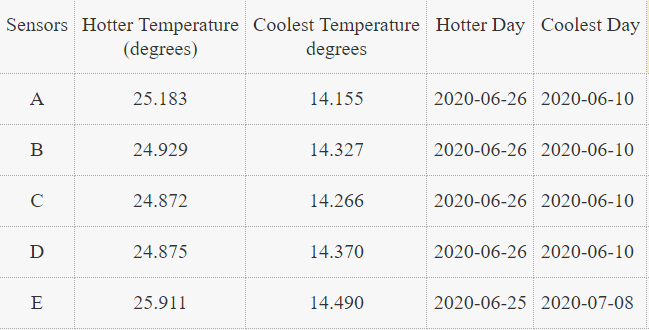 Sensors Hotter Temperature Coolest Temperature Hotter Day Coolest Day
(degrees) degrees
A 25.183 14.155 2020-06-26 2020-06-10
B 24.929 14.327 2020-06-26 2020-06-10
C 24.872 14.266 2020-06-26 2020-06-10
D 24.875 14.370 2020-06-26 2020-06-10
E 25.911 14.490 2020-06-25 2020-07-08